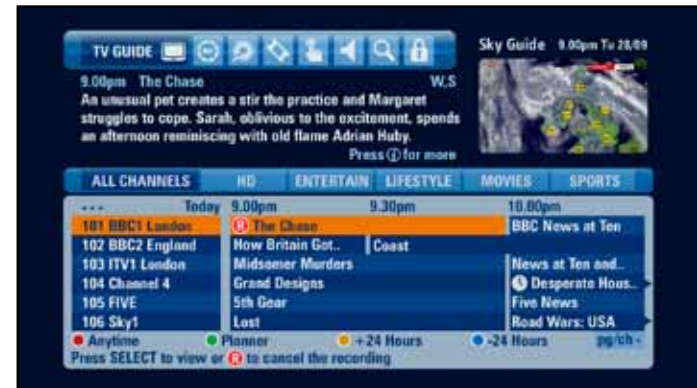 TV GUIDE
Sky Guide 9.00pm Tu 28/09
9.00pm The Chase W,S
An unusual pet creates a stir the practice and Margaret
struggles to cope. Sarah, oblivious to the excitement, spends
an afternoon reminiscing with old flame Adrian Huby.
Press i for more
ALL CHANNELS HD ENTERTAIN LIFESTYLE MOVIES SPORTS
--- Today 9.00pm 9.30pm 10.00pm
101 BBC1 London R The Chase BBC News at Ten
102 BBC2 England How Britain Got.. Coast
103 ITV1 London Midsomer Murders News at Ten and..
104 Channel 4 Grand Designs Desperate Hous..
105 FIVE 5th Gear Five News
106 Sky1 Lost Road Wars: USA
Anytime Planner +24 Hours -24 Hours pg/ch -
Press SELECT to view or R to cancel the recording